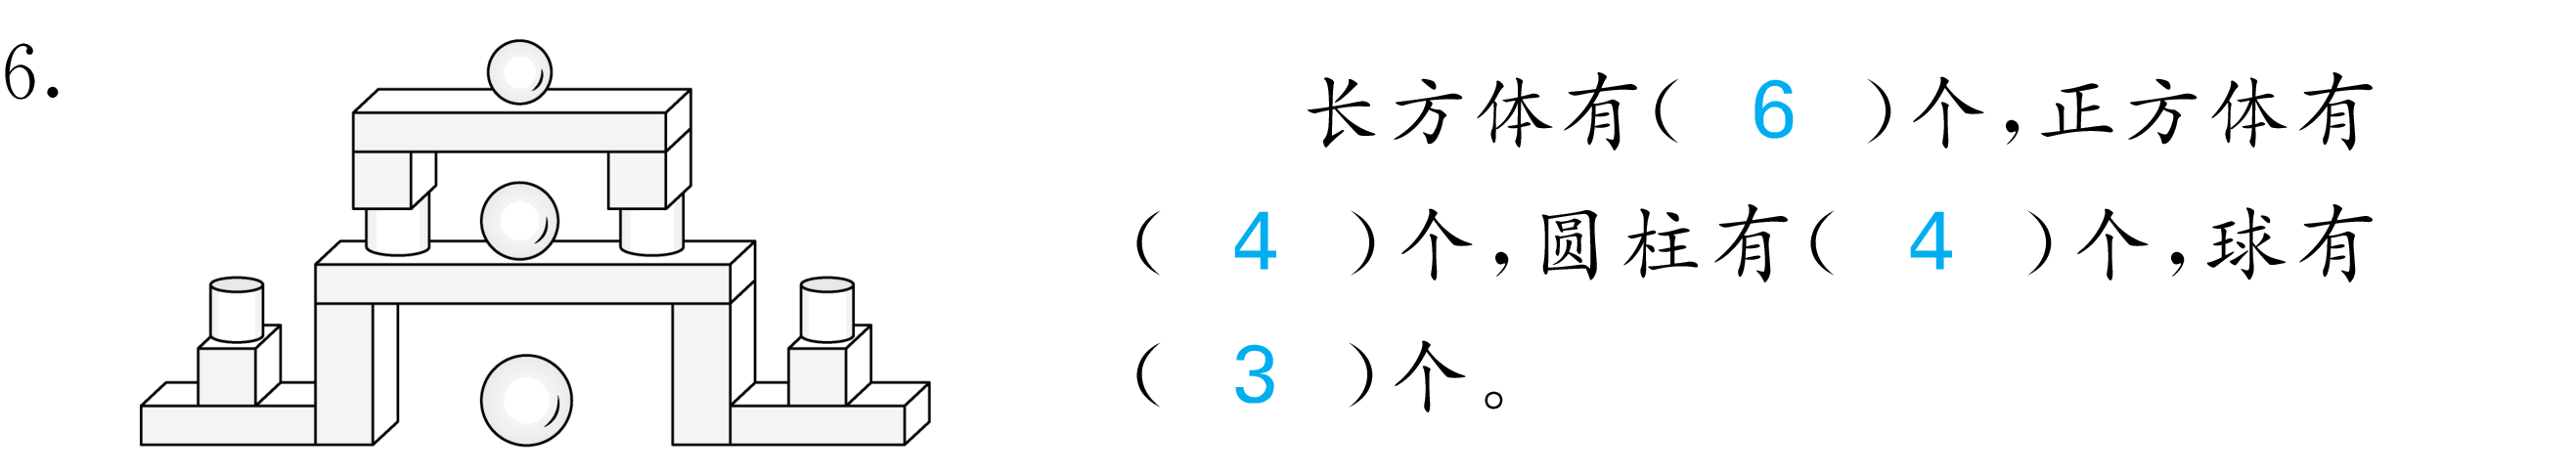 6.
长方体有( 6 )个,正方体有
( 4 )个,圆柱有( 4 )个,球有
( 3 )个。